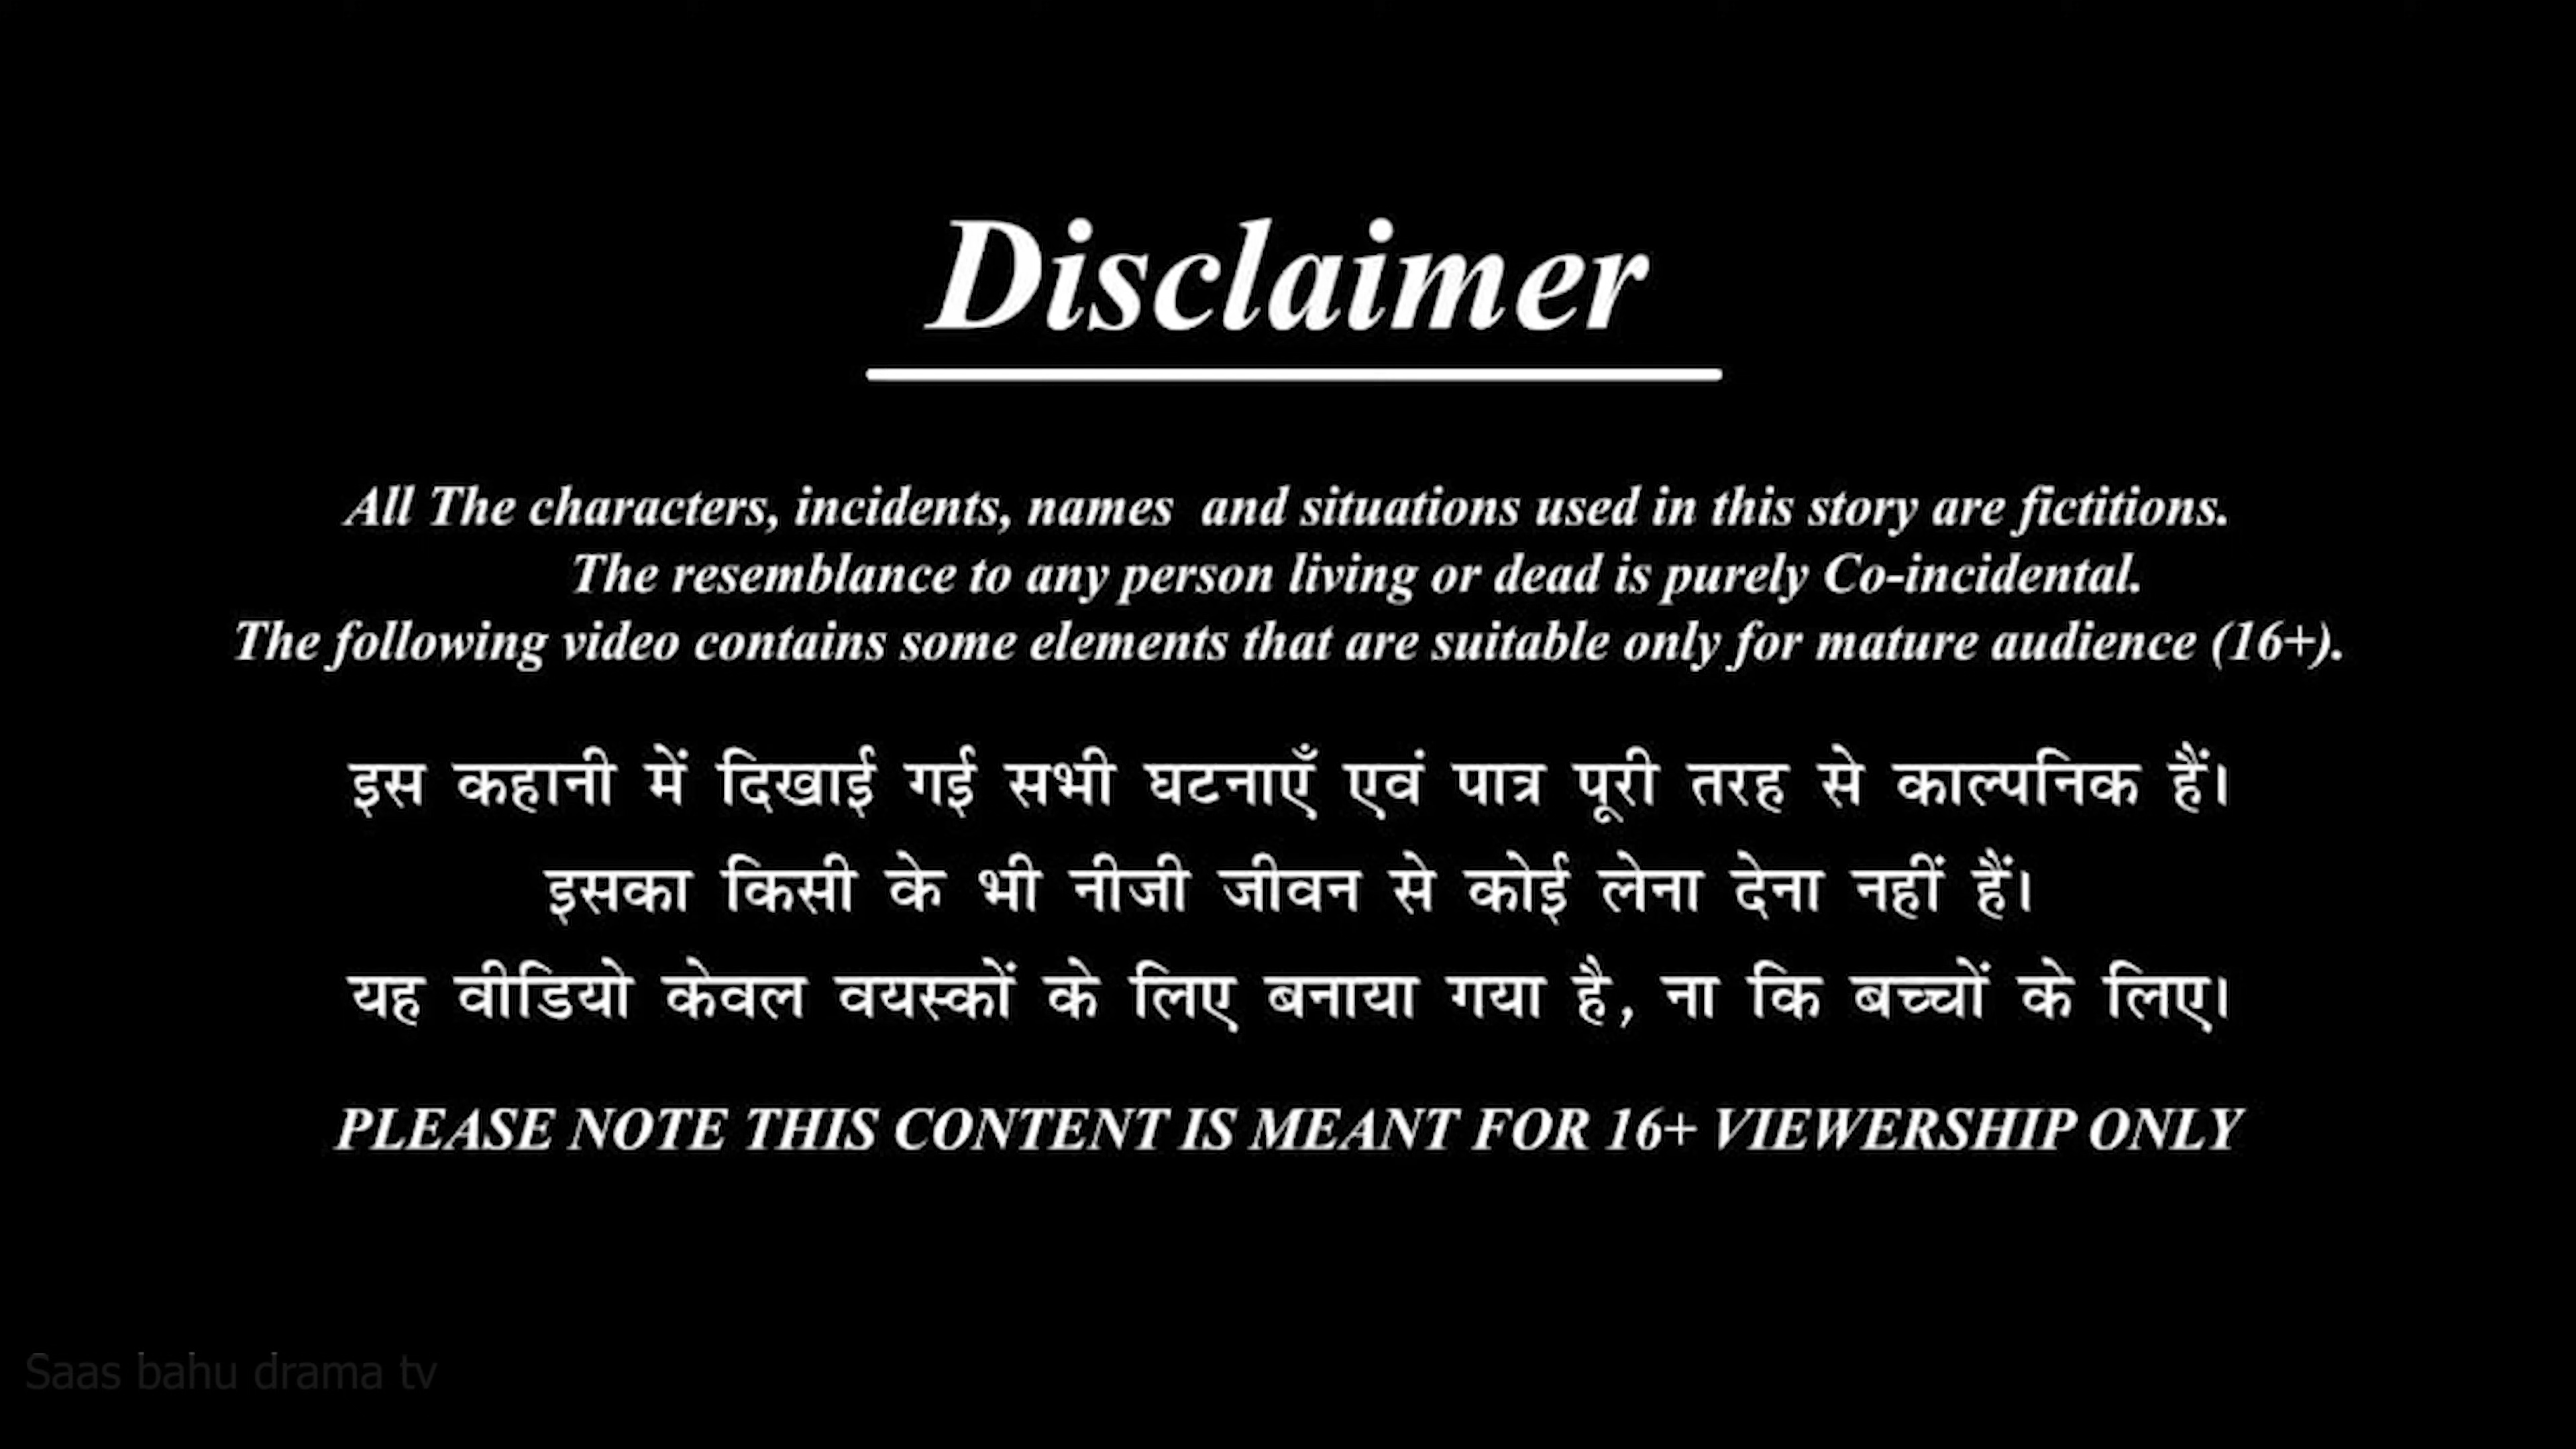 Disclaimer
All The characters, incidents, names and situations used in this story are fictitions.
The resemblance to any person living or dead is purely Co-incidental.
The following video contains some elements that are suitable only for mature audience (16+).
इस कहानी में दिखाई गई सभी घटनाएँ एवं पात्र पूरी तरह से काल्पनिक हैं।
इसका किसी के भी नीजी जीवन से कोई लेना देना नहीं हैं।
यह वीडियो केवल वयस्कों के लिए बनाया गया है, ना कि बच्चों के लिए।
PLEASE NOTE THIS CONTENT IS MEANT FOR 16+ VIEWERSHIP ONLY
Saas bahu drama tv